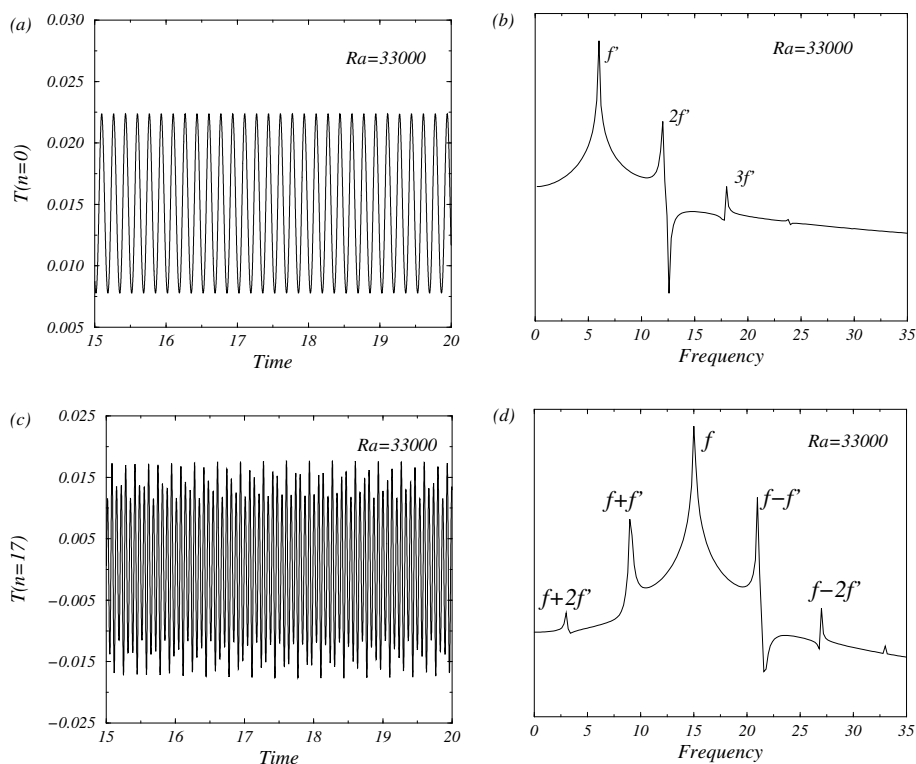 (a)
0.030
0.025
0.020
0.015
0.010
0.005
T(n=0)
Ra=33000
15 16 17 18 19 20
Time
(b)
Ra=33000
f'
2f'
3f'
0 5 10 15 20 25 30 35
Frequency
(c)
0.025
0.015
0.005
−0.005
−0.015
−0.025
T(n=17)
Ra=33000
15 16 17 18 19 20
Time
(d)
Ra=33000
f
f+f'
f−f'
f+2f'
f−2f'
0 5 10 15 20 25 30 35
Frequency